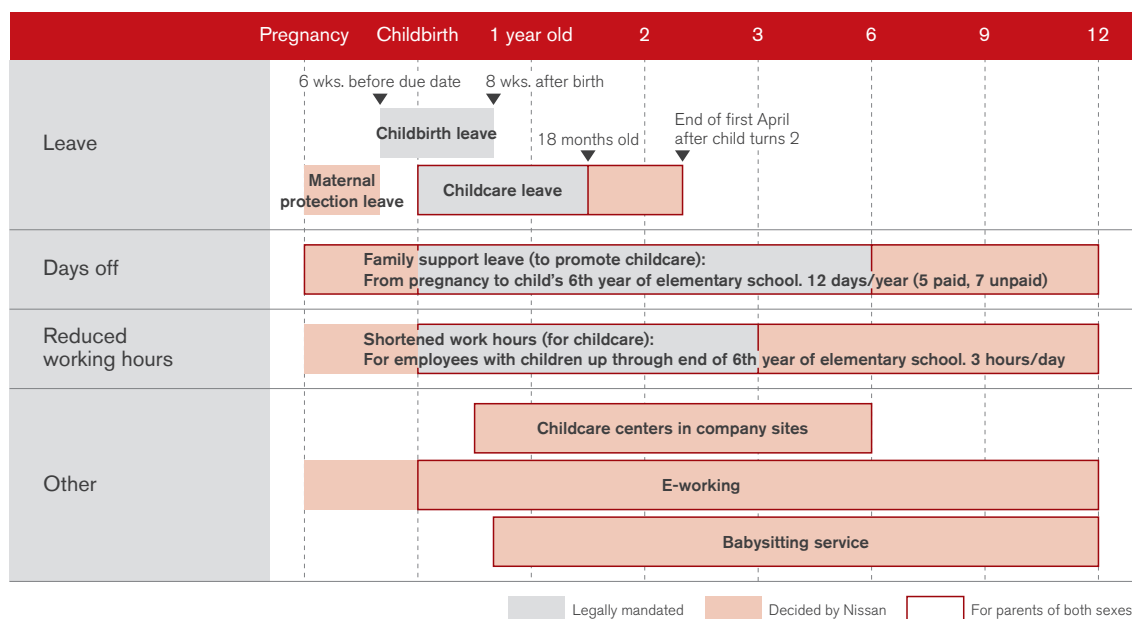 Pregnancy Childbirth 1 year old 2 3 6 9 12
Leave
6 wks. before due date
8 wks. after birth
Childbirth leave
18 months old
End of first April
after child turns 2
Maternal
protection leave
Childcare leave
Days off
Family support leave (to promote childcare):
From pregnancy to child's 6th year of elementary school. 12 days/year (5 paid, 7 unpaid)
Reduced
working hours
Shortened work hours (for childcare):
For employees with children up through end of 6th year of elementary school. 3 hours/day
Other
Childcare centers in company sites
E-working
Babysitting service
Legally mandated
Decided by Nissan
For parents of both sexes